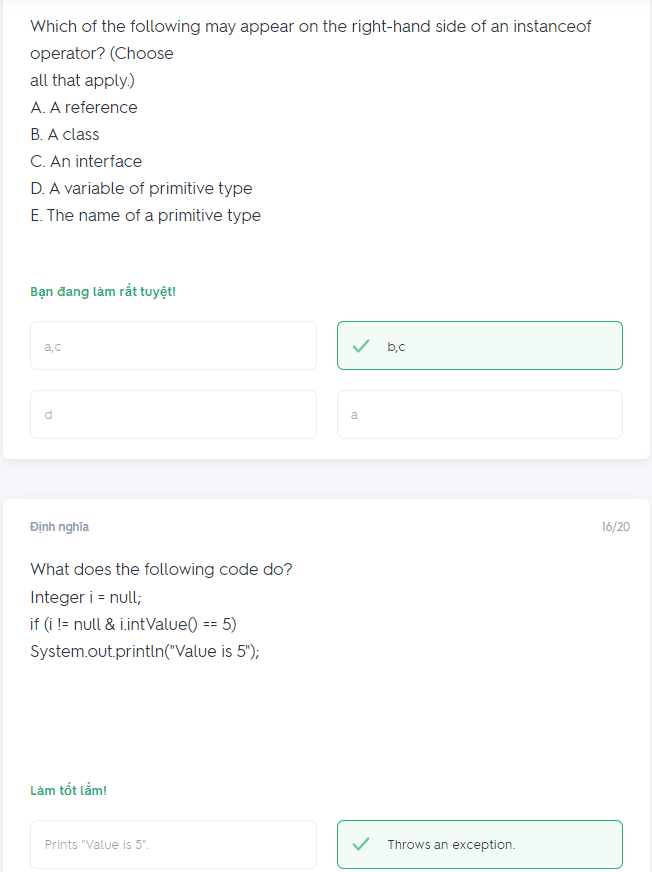 Which of the following may appear on the right-hand side of an instanceof
operator? (Choose
all that apply.)
A. A reference
B. A class
C. An interface
D. A variable of primitive type
E. The name of a primitive type
Bạn đang làm rất tuyệt!
a,c
b,c
d
a
Định nghĩa
16/20
What does the following code do?
Integer i = null;
if (i != null & i.intValue() == 5)
System.out.println("Value is 5");
Làm tốt lắm!
Prints "Value is 5".
Throws an exception.